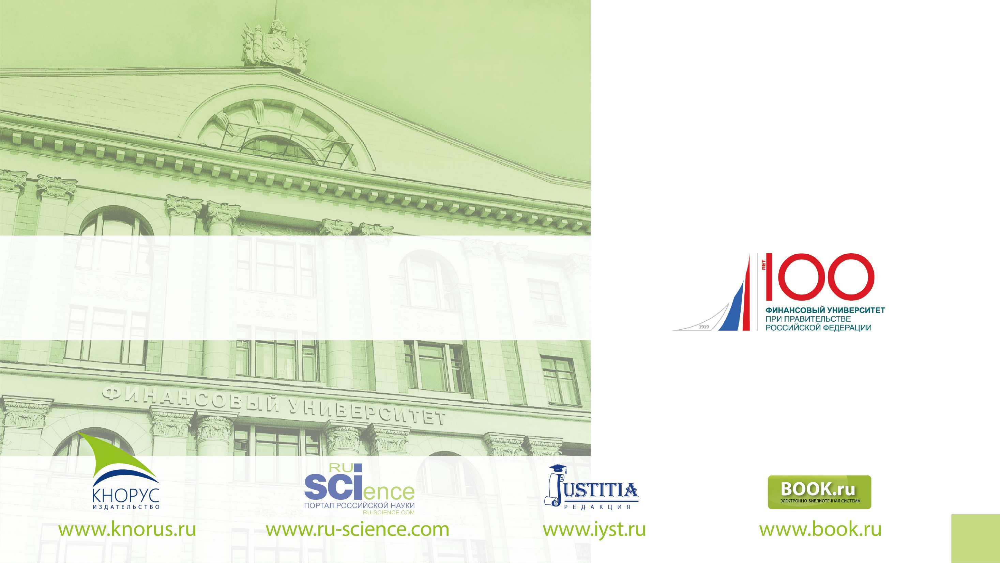 ЛЕТ
100
ФИНАНСОВЫЙ УНИВЕРСИТЕТ
ПРИ ПРАВИТЕЛЬСТВЕ
РОССИЙСКОЙ ФЕДЕРАЦИИ
1919
ФИНАНСОВЫЙ УНИВЕРСИТЕТ
КНОРУС
ИЗДАТЕЛЬСТВО
www.knorus.ru
RU
science
ПОРТАЛ РОССИЙСКОЙ НАУКИ
RU-SCIENCE.COM
www.ru-science.com
JUSTITIA
РЕДАКЦИЯ
www.iyst.ru
BOOK.ru
ЭЛЕКТРОННО-БИБЛИОТЕЧНАЯ СИСТЕМА
www.book.ru